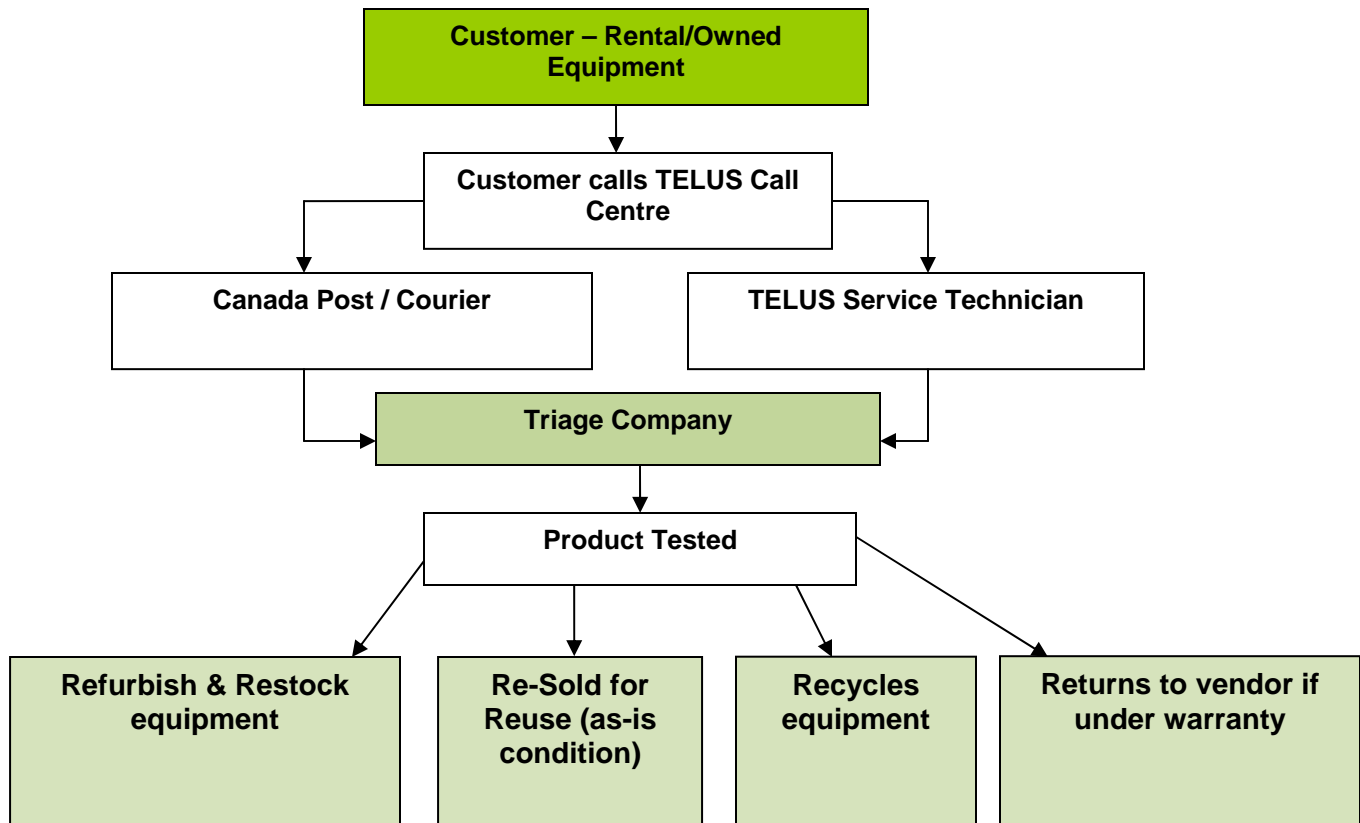 Customer – Rental/Owned
Equipment
Customer calls TELUS Call
Centre
Canada Post / Courier
TELUS Service Technician
Triage Company
Product Tested
Refurbish & Restock
equipment
Re-Sold for
Reuse (as-is
condition)
Recycles
equipment
Returns to vendor if
under warranty